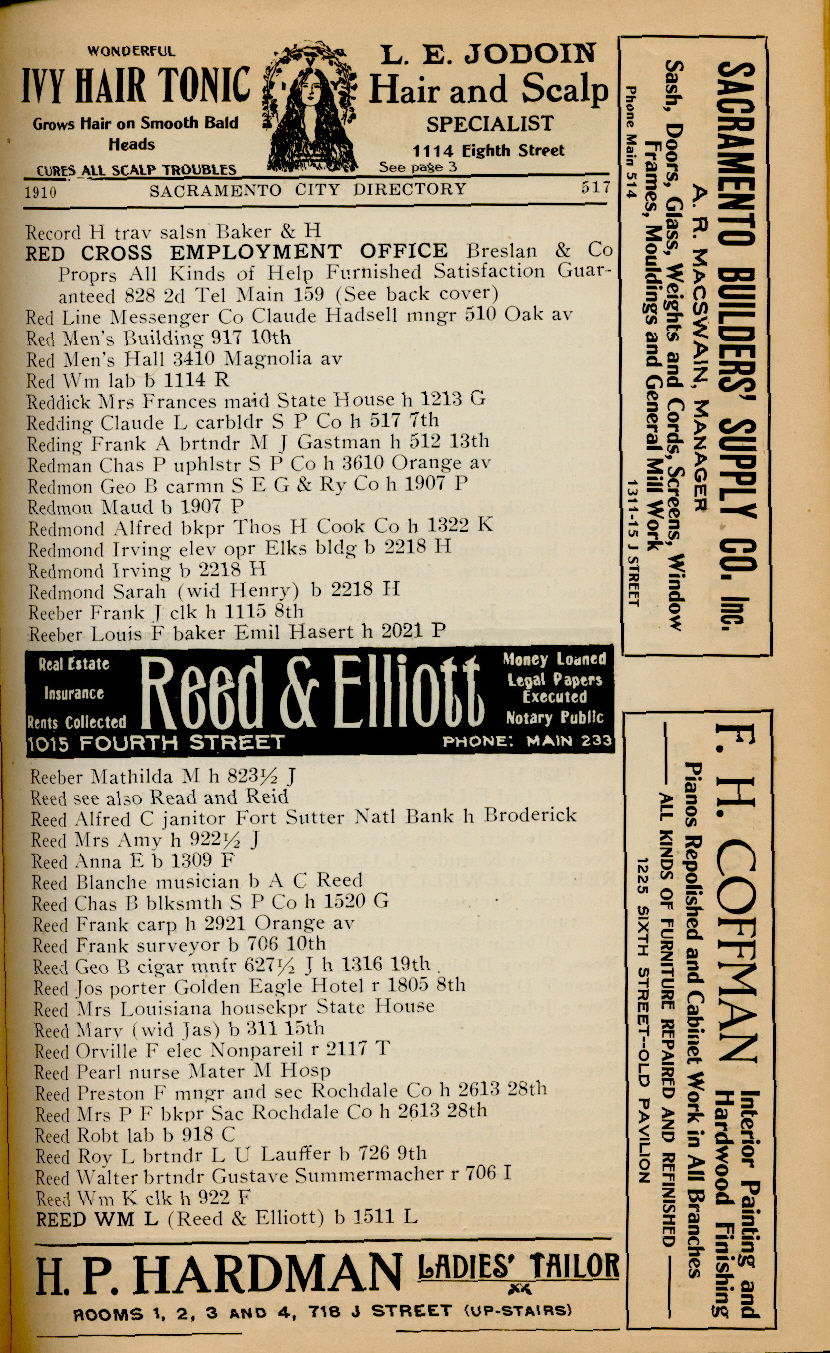 WONDERFUL
IVY HAIR TONIC
Grows Hair on Smooth Bald
Heads
CURES ALL SCALP TROUBLES
L. E. JODOIN
Hair and Scalp
SPECIALIST
1114 Eighth Street
See page 3
1910 SACRAMENTO CITY DIRECTORY 517
Record H trav salsn Baker & H
RED CROSS EMPLOYMENT OFFICE Breslan & Co
Proprs All Kinds of Help Furnished Satisfaction Guar-
anteed 828 2d Tel Main 159 (See back cover)
Red Line Messenger Co Claude Hadsell mngr 510 Oak av
Red Men's Building 917 10th
Red Men's Hall 3410 Magnolia av
Red Wm lab b 1114 R
Reddick Mrs Frances maid State House h 1213 G
Redding Claude L carbldr S P Co h 517 7th
Reding Frank A brtndr M J Gastman h 512 13th
Redman Chas P uphlstr S P Co h 3610 Orange av
Redmon Geo B carmn S E G & Ry Co h 1907 P
Redmon Maud b 1907 P
Redmond Alfred bkpr Thos H Cook Co h 1322 K
Redmond Irving elev opr Elks bldg b 2218 H
Redmond Irving b 2218 H
Redmond Sarah (wid Henry) b 2218 H
Reeber Frank J clk h 1115 8th
Reeber Louis F baker Emil Hasert h 2021 P
Real Estate
Insurance
Rents Collected
Reed & Elliott
Money Loaned
Legal Papers
Executed
Notary Public
1015 FOURTH STREET PHONE: MAIN 233
Reeber Mathilda M h 823½ J
Reed see also Read and Reid
Reed Alfred C janitor Fort Sutter Natl Bank h Broderick
Reed Mrs Amy h 922½ J
Reed Anna E b 1309 F
Reed Blanche musician b A C Reed
Reed Chas B blksmth S P Co h 1520 G
Reed Frank carp h 2921 Orange av
Reed Frank surveyor b 706 10th
Reed Geo B cigar mnfr 627½ J h 1316 19th
Reed Jos porter Golden Eagle Hotel r 1805 8th
Reed Mrs Louisiana housekpr State House
Reed Mary (wid Jas) b 311 15th
Reed Orville F elec Nonpareil r 2117 T
Reed Pearl nurse Mater M Hosp
Reed Preston F mngr and sec Rochdale Co h 2613 28th
Reed Mrs P F bkpr Sac Rochdale Co h 2613 28th
Reed Robt lab b 918 C
Reed Roy L brtndr L U Lauffer b 726 9th
Reed Walter brtndr Gustave Summermacher r 706 I
Reed Wm K clk h 922 F
REED WM L (Reed & Elliott) b 1511 L
H. P. HARDMAN LADIES' TAILOR
ROOMS 1, 2, 3 AND 4, 718 J STREET (UP-STAIRS)
SACRAMENTO BUILDERS' SUPPLY CO. Inc.
A. R. MACSWAIN, MANAGER
Sash, Doors, Glass, Weights and Cords, Screens, Window
Frames, Mouldings and General Mill Work
Phone Main 514 1311-15 J STREET
F. H. COFFMAN
Interior Painting and
Hardwood Finishing
Pianos Repolished and Cabinet Work in All Branches
ALL KINDS OF FURNITURE REPAIRED AND REFINISHED
1225 SIXTH STREET--OLD PAVILION